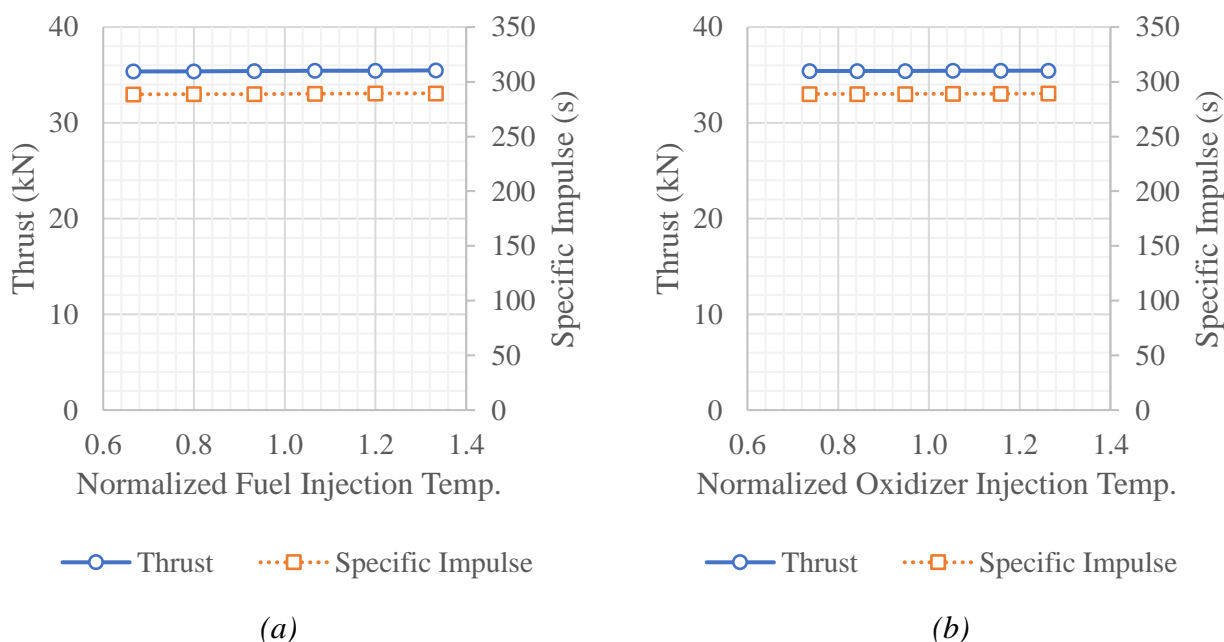 40
30
20
10
0
Thrust (kN)
350
300
250
200
150
100
50
0
Specific Impulse (s)
0.6 0.8 1.0 1.2 1.4
Normalized Fuel Injection Temp.
Thrust Specific Impulse
(a)
40
30
20
10
0
Thrust (kN)
350
300
250
200
150
100
50
0
Specific Impulse (s)
0.6 0.8 1.0 1.2 1.4
Normalized Oxidizer Injection Temp.
Thrust Specific Impulse
(b)